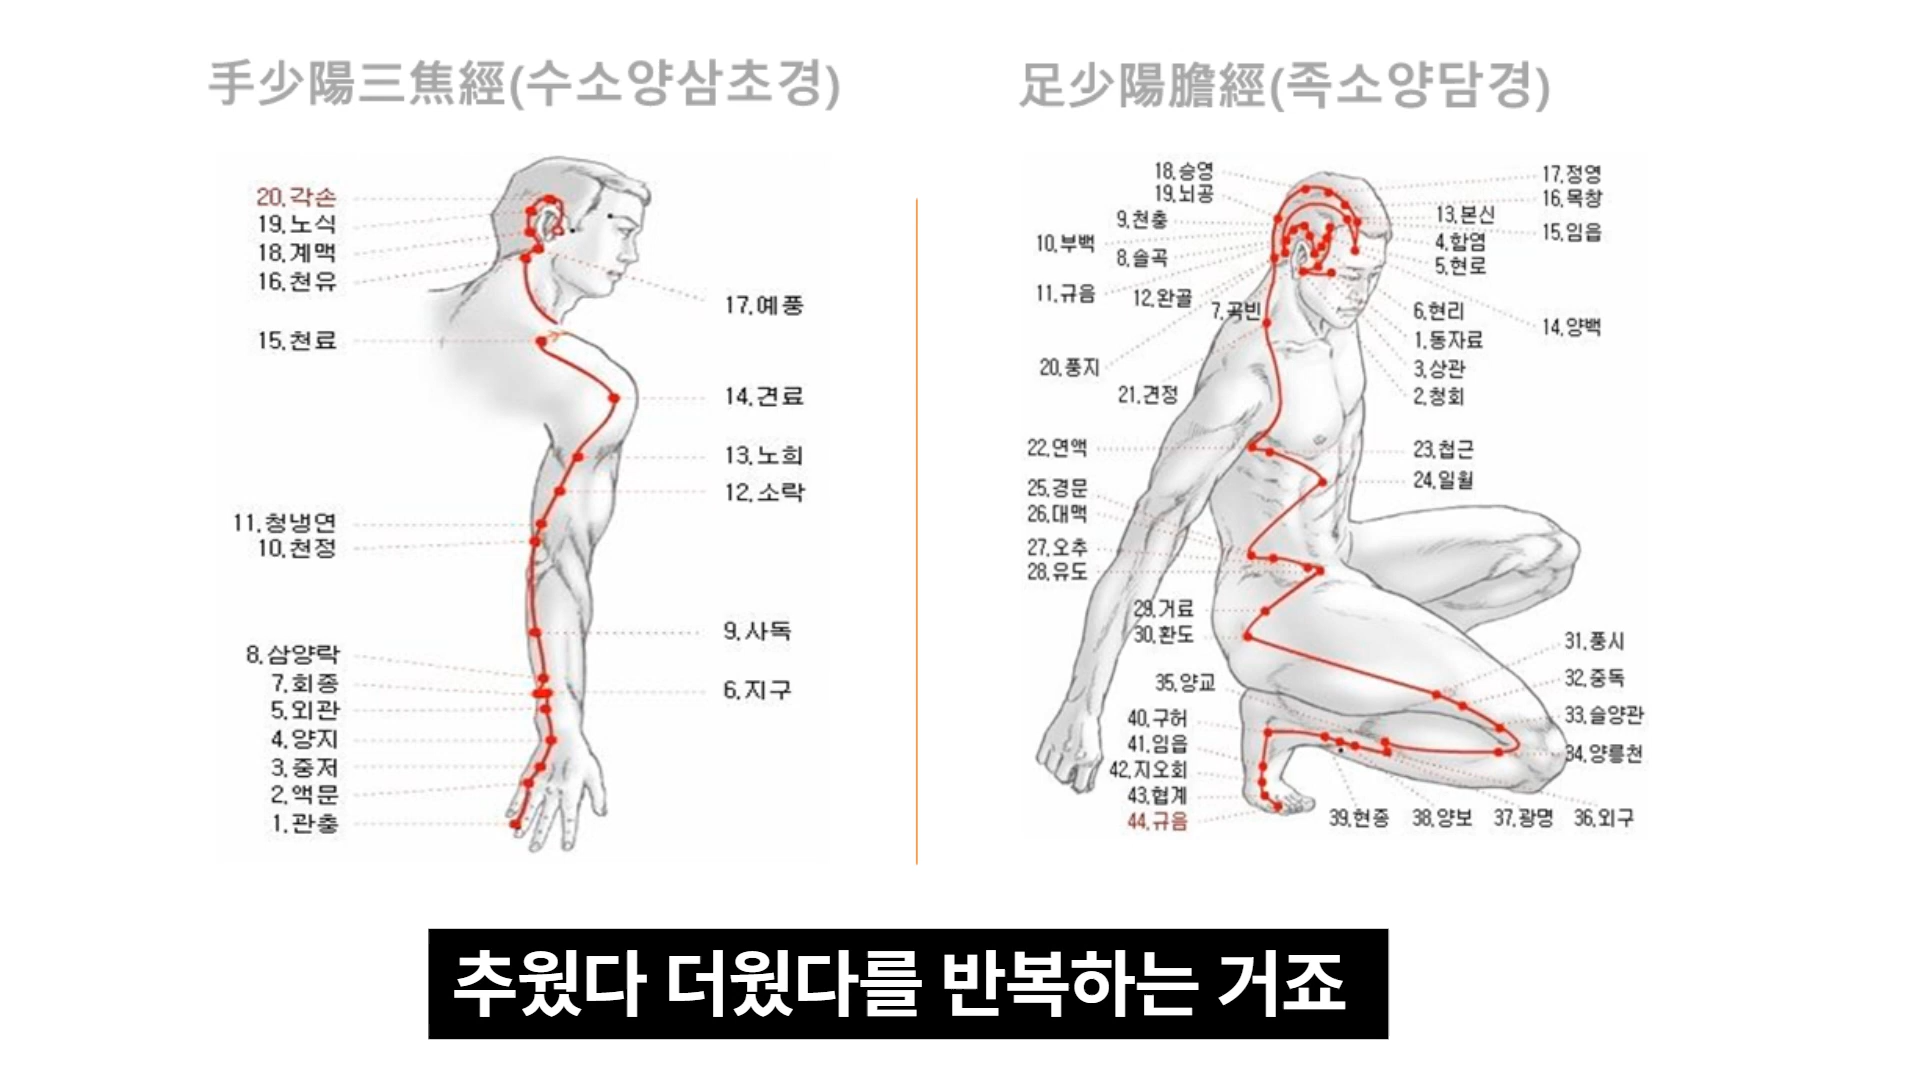 手少陽三焦經(수소양삼초경)
20.각손
19.노식
18.계맥
16.천유
17.예풍
15.천료
14.견료
13.노희
12.소락
11.청냉연
10.천정
9.사독
8.삼양락
7.회종
6.지구
5.외관
4.양지
3.중저
2.액문
1.관충
足少陽膽經(족소양담경)
18.승영
19.뇌공
9.천충
10.부백
8.솔곡
11.규음
12.완골
7.곡빈
20.풍지
21.견정
17.정영
16.목창
13.본신
15.임읍
4.함염
5.현로
6.현리
14.양백
1.동자료
3.상관
2.청회
22.연액
23.첩근
24.일월
25.경문
26.대맥
27.오추
28.유도
29.거료
30.환도
31.풍시
32.중독
33.슬양관
34.양릉천
35.양교
40.구허
41.임읍
42.지오회
43.협계
44.규음
39.현종
38.양보
37.광명
36.외구
추웠다 더웠다를 반복하는 거죠